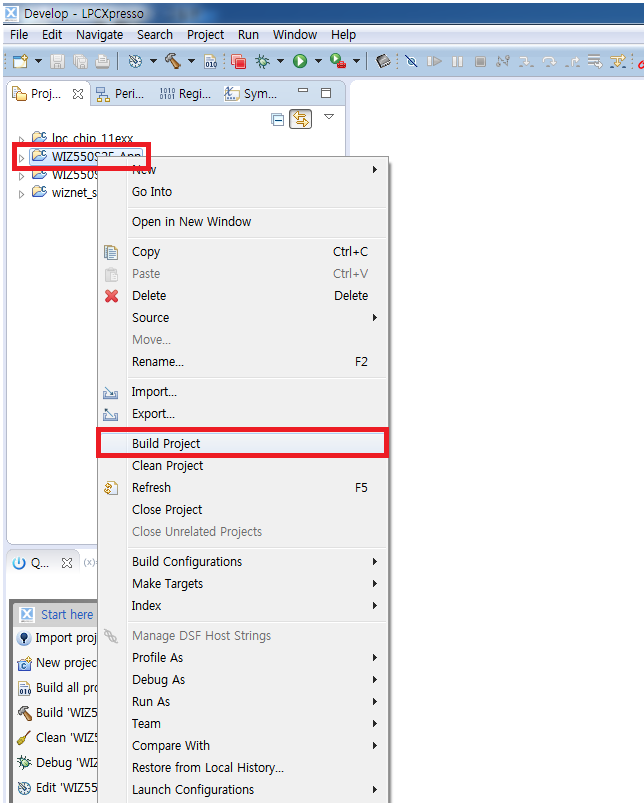 Develop - LPCXpresso
File Edit Navigate Search Project Run Window Help
Proj... Peri... Regi... Sym...
lpc_chip_11exx
WIZ550S2E_App
WIZ550S
wiznet_s
New
Go Into
Open in New Window
Copy Ctrl+C
Paste Ctrl+V
Delete Delete
Source
Move...
Rename... F2
Import...
Export...
Build Project
Clean Project
Refresh F5
Close Project
Close Unrelated Projects
Build Configurations
Make Targets
Index
Manage DSF Host Strings
Profile As
Debug As
Run As
Team
Compare With
Restore from Local History...
Launch Configurations
Q... (x)=
Start here
Import proj
New projec
Build all pro
Build 'WIZ5
Clean 'WIZ5
Debug 'WIZ
Edit 'WIZ55